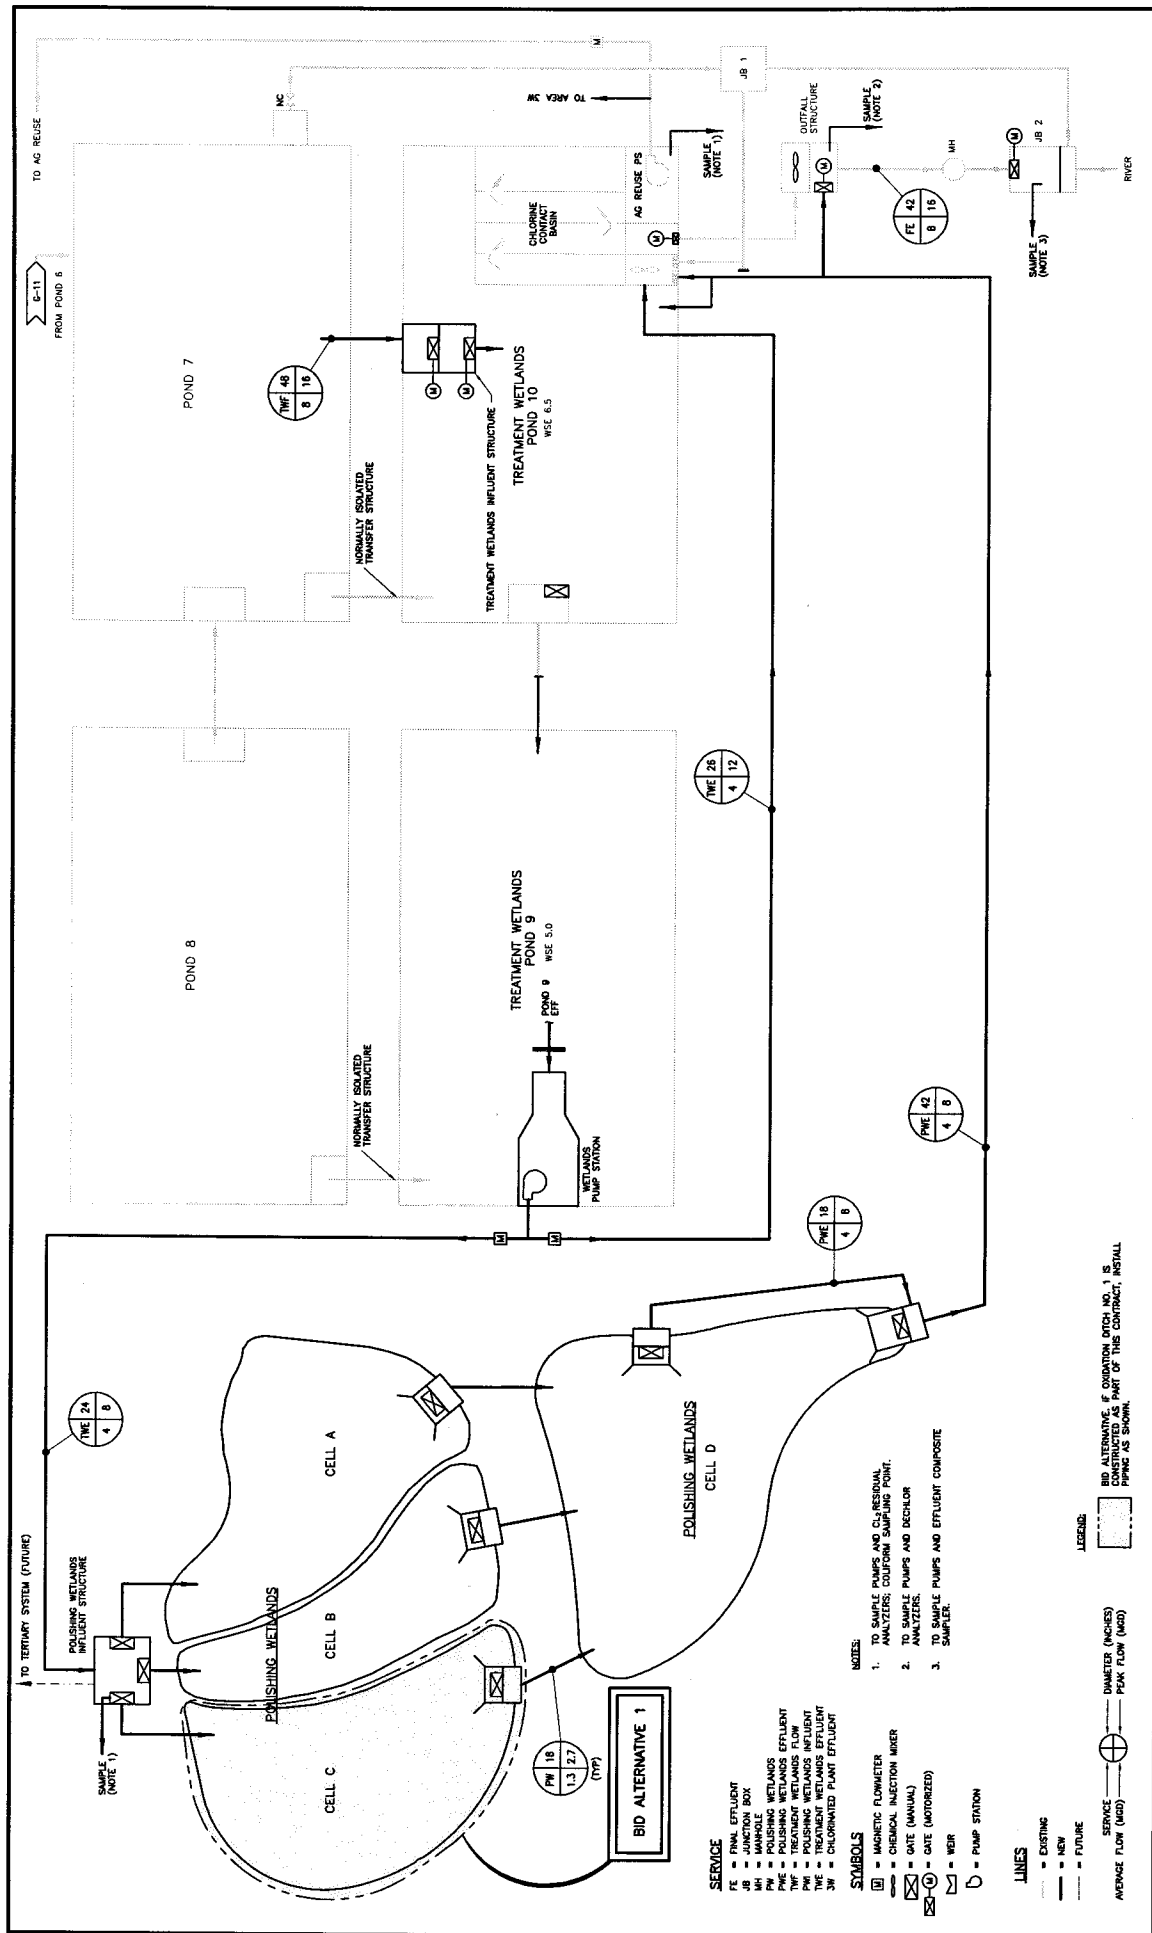 TO AG REUSE
G-11
FROM POND 6
NC
M
TO AREA 3W
JB 1
POND 7
TWF 48
8 16
TREATMENT WETLANDS INFLUENT STRUCTURE
TREATMENT WETLANDS
POND 10
WSE 6.5
CHLORINE
CONTACT
BASIN
AG REUSE PS
SAMPLE
(NOTE 1)
OUTFALL
STRUCTURE
SAMPLE
(NOTE 2)
FE 42
8 16
MH
JB 2
SAMPLE
(NOTE 3)
RIVER
M
M
M
M
M
NORMALLY ISOLATED
TRANSFER STRUCTURE
POND 8
NORMALLY ISOLATED
TRANSFER STRUCTURE
TREATMENT WETLANDS
POND 9
WSE 5.0
POND 9
EFF
WETLANDS
PUMP STATION
M
M
TWE 26
4 12
PWE 42
4 8
PWE 18
4 8
TWE 24
4 8
TO TERTIARY SYSTEM (FUTURE)
POLISHING WETLANDS
INFLUENT STRUCTURE
SAMPLE
(NOTE 1)
CELL A
POLISHING WETLANDS
CELL B
CELL C
POLISHING WETLANDS
CELL D
PW 18
1.3 2.7
(TYP)
BID ALTERNATIVE 1
SERVICE
FE = FINAL EFFLUENT
JB = JUNCTION BOX
MH = MANHOLE
PW = POLISHING WETLANDS
PWE = POLISHING WETLANDS EFFLUENT
TWF = TREATMENT WETLANDS FLOW
PWI = POLISHING WETLANDS INFLUENT
TWE = TREATMENT WETLANDS EFFLUENT
3W = CHLORINATED PLANT EFFLUENT
SYMBOLS
M = MAGNETIC FLOWMETER
= CHEMICAL INJECTION MIXER
= GATE (MANUAL)
M = GATE (MOTORIZED)
= WEIR
= PUMP STATION
LINES
= EXISTING
= NEW
= FUTURE
SERVICE
DIAMETER (INCHES)
AVERAGE FLOW (MGD)
PEAK FLOW (MGD)
NOTES:
1. TO SAMPLE PUMPS AND CL2 RESIDUAL
ANALYZERS; COLIFORM SAMPLING POINT.
2. TO SAMPLE PUMPS AND DECHLOR
ANALYZERS.
3. TO SAMPLE PUMPS AND EFFLUENT COMPOSITE
SAMPLER.
LEGEND:
BID ALTERNATIVE. IF OXIDATION DITCH NO. 1 IS
CONSTRUCTED AS PART OF THIS CONTRACT, INSTALL
PIPING AS SHOWN.